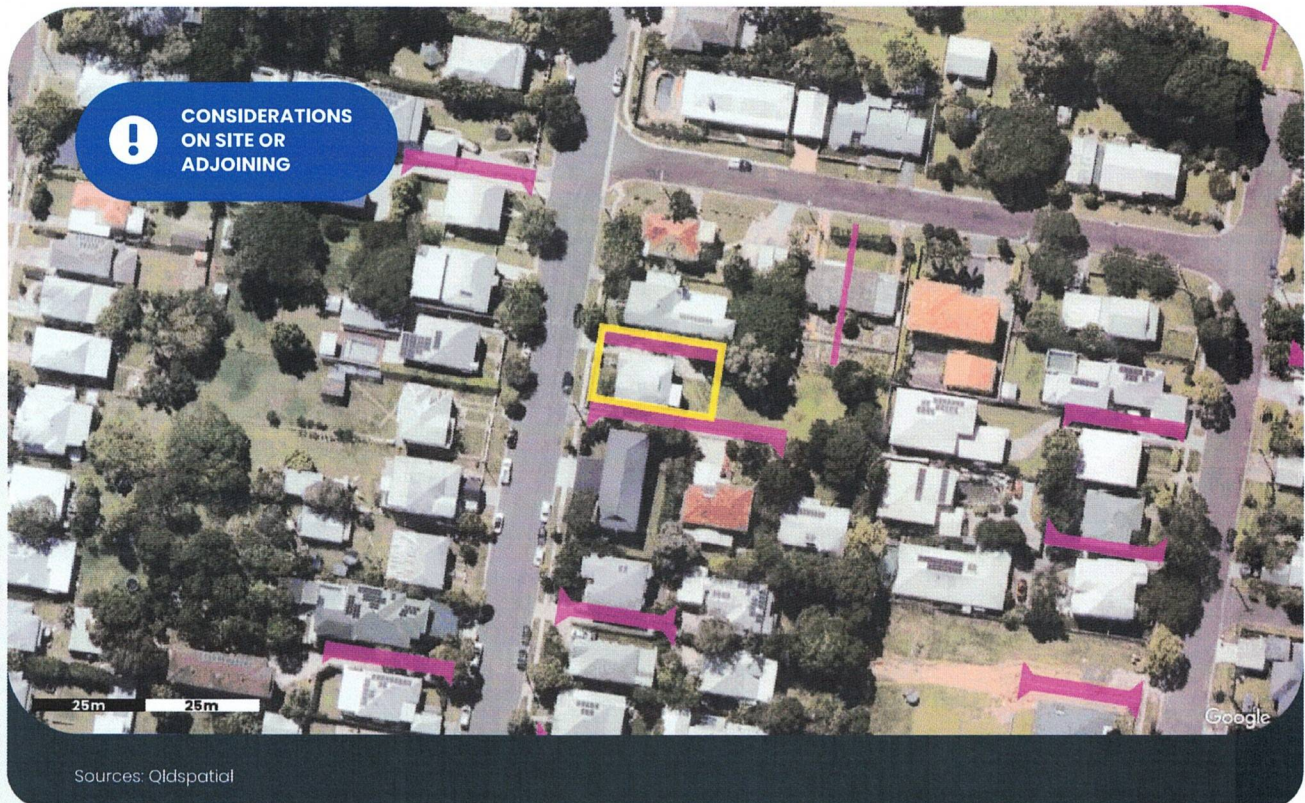 CONSIDERATIONS
ON SITE OR
ADJOINING
25m 25m
Google
Sources: Qldspatial